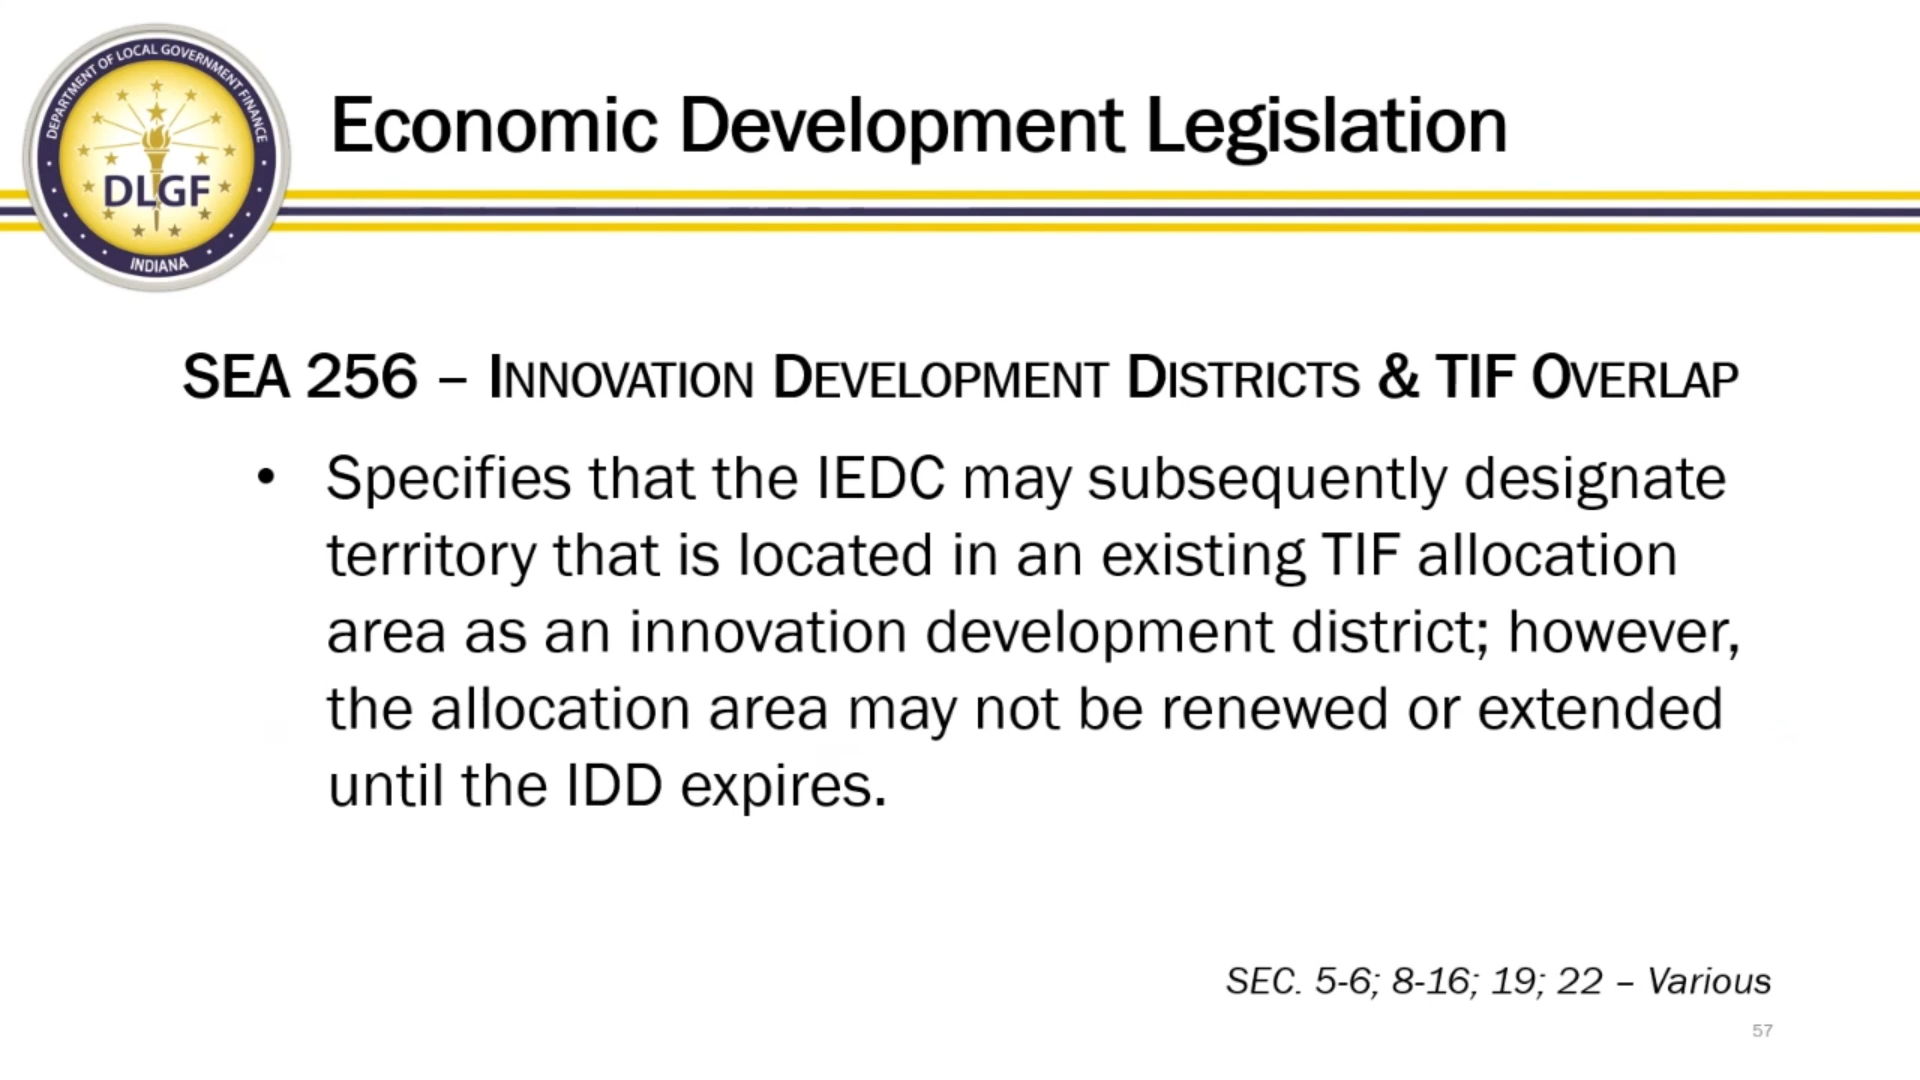 DEPARTMENT OF LOCAL GOVERNMENT FINANCE
DLGF
INDIANA
Economic Development Legislation
SEA 256 – INNOVATION DEVELOPMENT DISTRICTS & TIF OVERLAP
• Specifies that the IEDC may subsequently designate
territory that is located in an existing TIF allocation
area as an innovation development district; however,
the allocation area may not be renewed or extended
until the IDD expires.
SEC. 5-6; 8-16; 19; 22 – Various
57